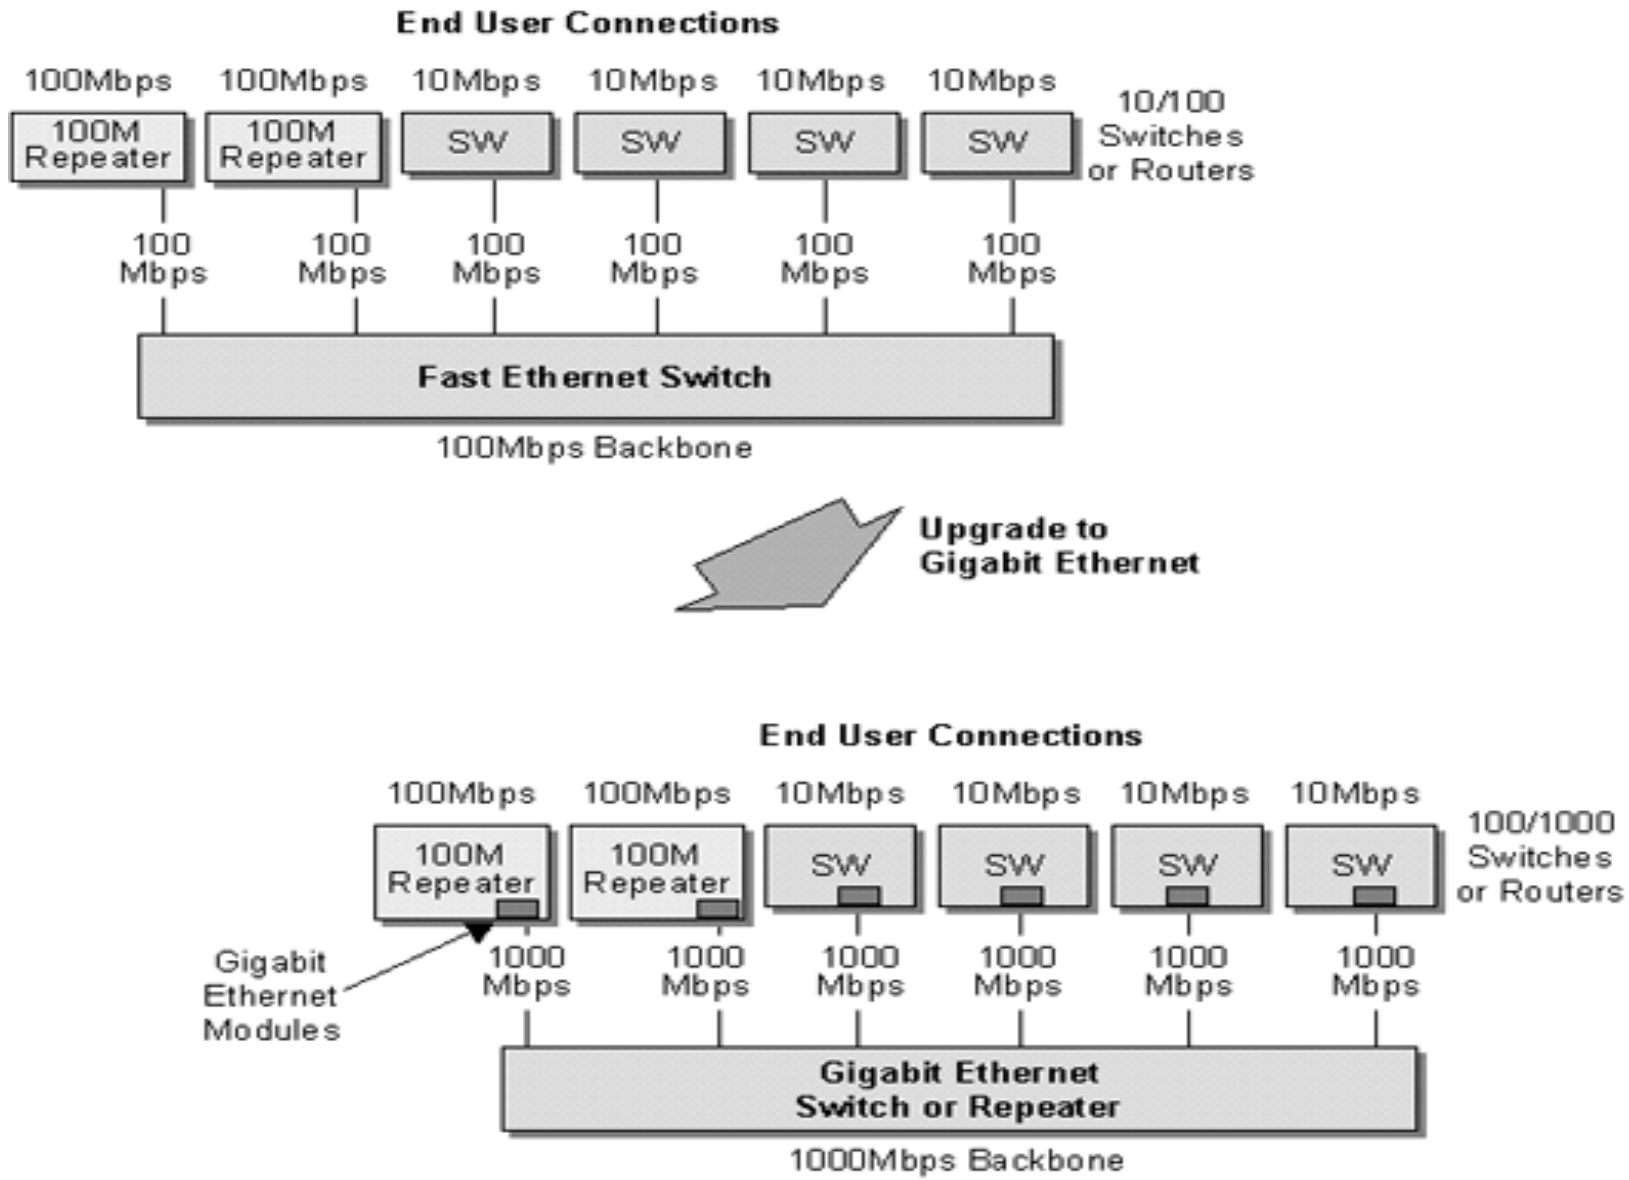 End User Connections
100Mbps 100Mbps 10Mbps 10Mbps 10Mbps 10Mbps
100M
Repeater
100M
Repeater
SW
SW
SW
SW
10/100
Switches
or Routers
100
Mbps
100
Mbps
100
Mbps
100
Mbps
100
Mbps
100
Mbps
Fast Ethernet Switch
100Mbps Backbone
Upgrade to
Gigabit Ethernet
End User Connections
100Mbps 100Mbps 10Mbps 10Mbps 10Mbps 10Mbps
100M
Repeater
100M
Repeater
SW
SW
SW
SW
100/1000
Switches
or Routers
Gigabit
Ethernet
Modules
1000
Mbps
1000
Mbps
1000
Mbps
1000
Mbps
1000
Mbps
1000
Mbps
Gigabit Ethernet
Switch or Repeater
1000Mbps Backbone